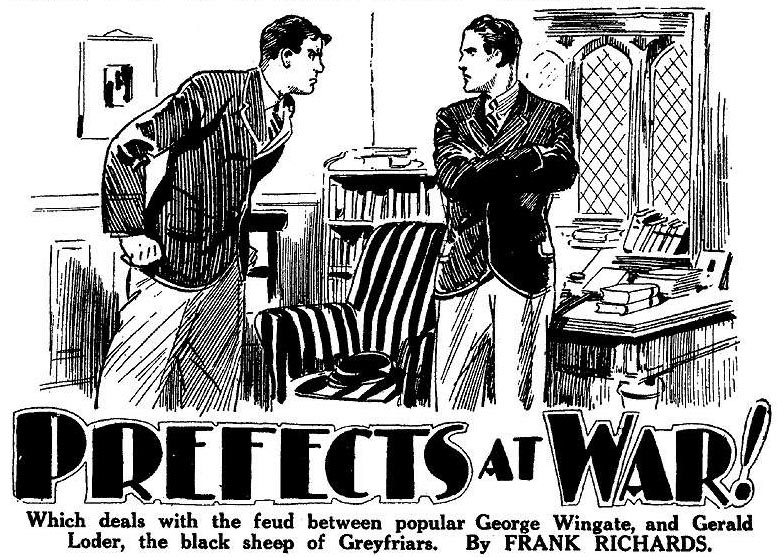 PREFECTS AT WAR!
Which deals with the feud between popular George Wingate, and Gerald
Loder, the black sheep of Greyfriars. By FRANK RICHARDS.